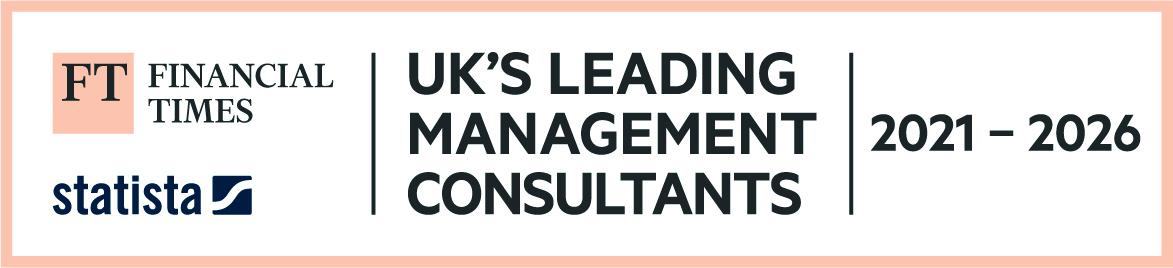 FT
FINANCIAL
TIMES
statista
UK’S LEADING
MANAGEMENT
CONSULTANTS
2021 – 2026